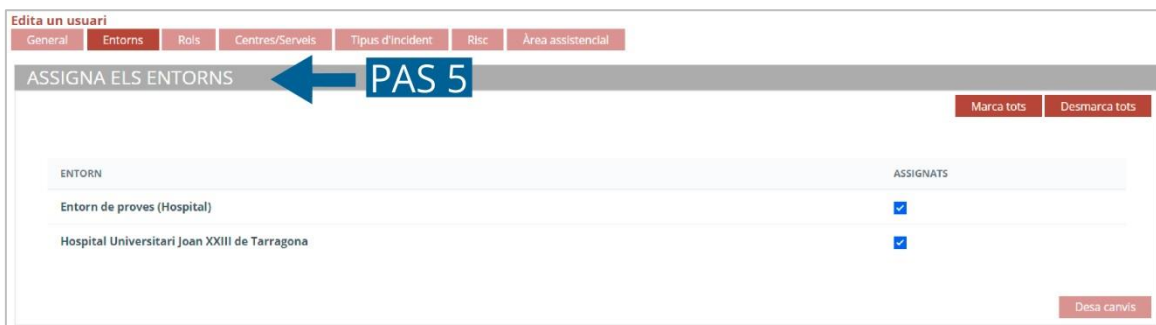 Edita un usuari
General Entorns Rols Centres/Serveis Tipus d'incident Risc Àrea assistencial
ASSIGNA ELS ENTORNS PAS 5
Marca tots Desmarca tots
ENTORN ASSIGNATS
Entorn de proves (Hospital)
Hospital Universitari Joan XXIII de Tarragona
Desa canvis